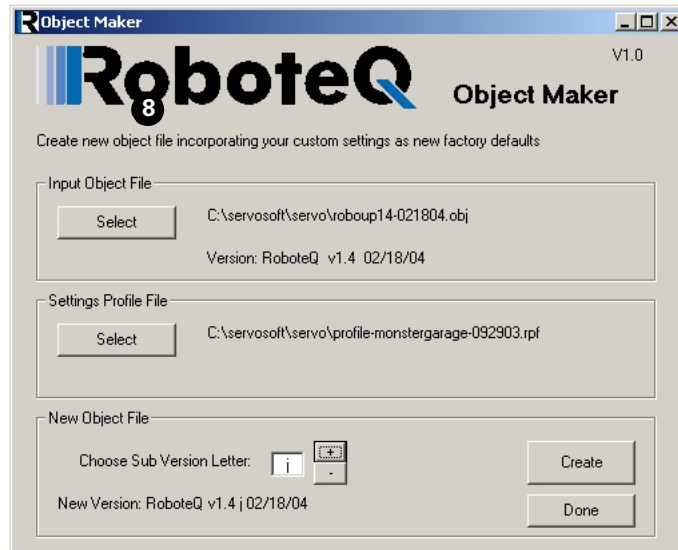 Object Maker
RoboteQ
8
V1.0
Object Maker
Create new object file incorporating your custom settings as new factory defaults
Input Object File
Select
C:\servosoft\servo\roboup14-021804.obj
Version: RoboteQ v1.4 02/18/04
Settings Profile File
Select
C:\servosoft\servo\profile-monstergarage-092903.rpf
New Object File
Choose Sub Version Letter:
j
+
-
Create
New Version: RoboteQ v1.4 j 02/18/04
Done